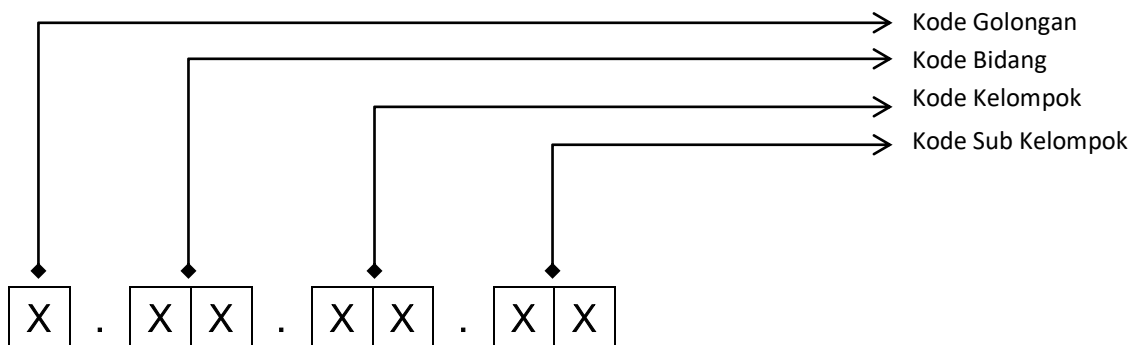 Kode Golongan
Kode Bidang
Kode Kelompok
Kode Sub Kelompok
X . X X . X X . X X